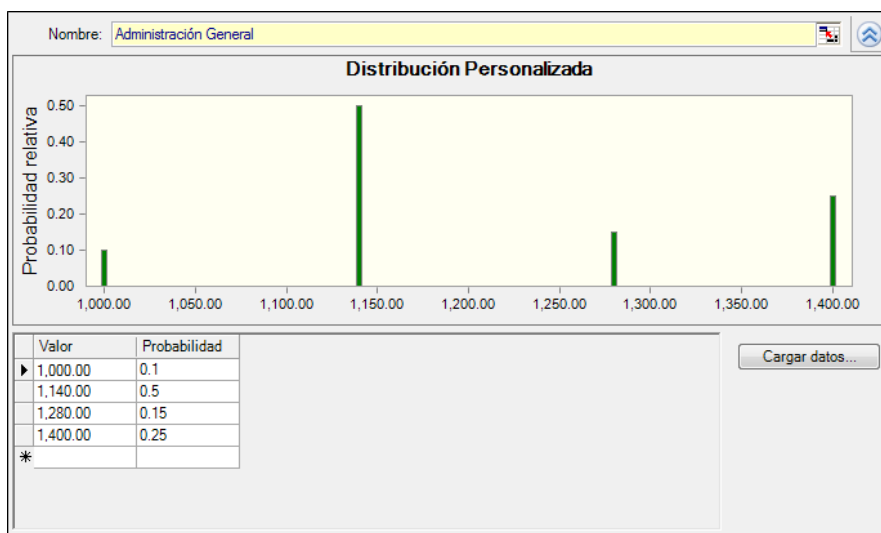 Nombre: Administración General
Distribución Personalizada
Probabilidad relativa
0.50
0.40
0.30
0.20
0.10
0.00
1,000.00 1,050.00 1,100.00 1,150.00 1,200.00 1,250.00 1,300.00 1,350.00 1,400.00
Valor Probabilidad
1,000.00 0.1
1,140.00 0.5
1,280.00 0.15
1,400.00 0.25
Cargar datos...